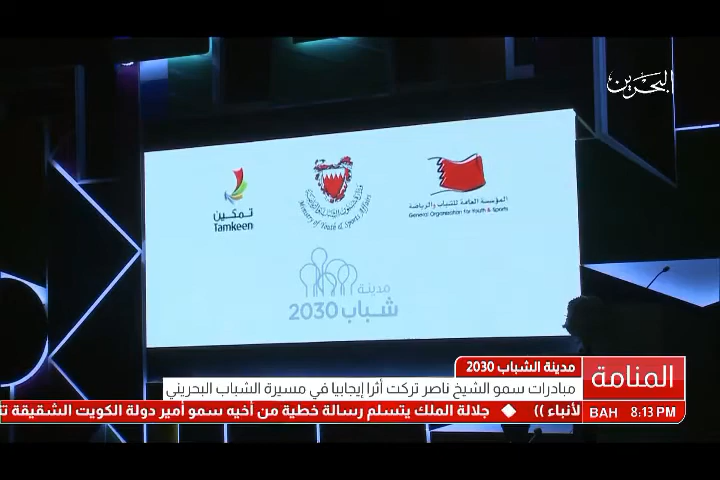 البحرين
تمكين
Tamkeen
Ministry of Youth & Sports Affairs
المؤسسة العامة للشباب والرياضة
General Organization for Youth & Sports
مدينة
شباب 2030
مدينة الشباب 2030
المنامة
مبادرات سمو الشيخ ناصر تركت أثرا إيجابيا في مسيرة الشباب البحريني
BAH 8:13 PM
لأنباء )) ◆ جلالة الملك يتسلم رسالة خطية من أخيه سمو أمير دولة الكويت الشقيقة